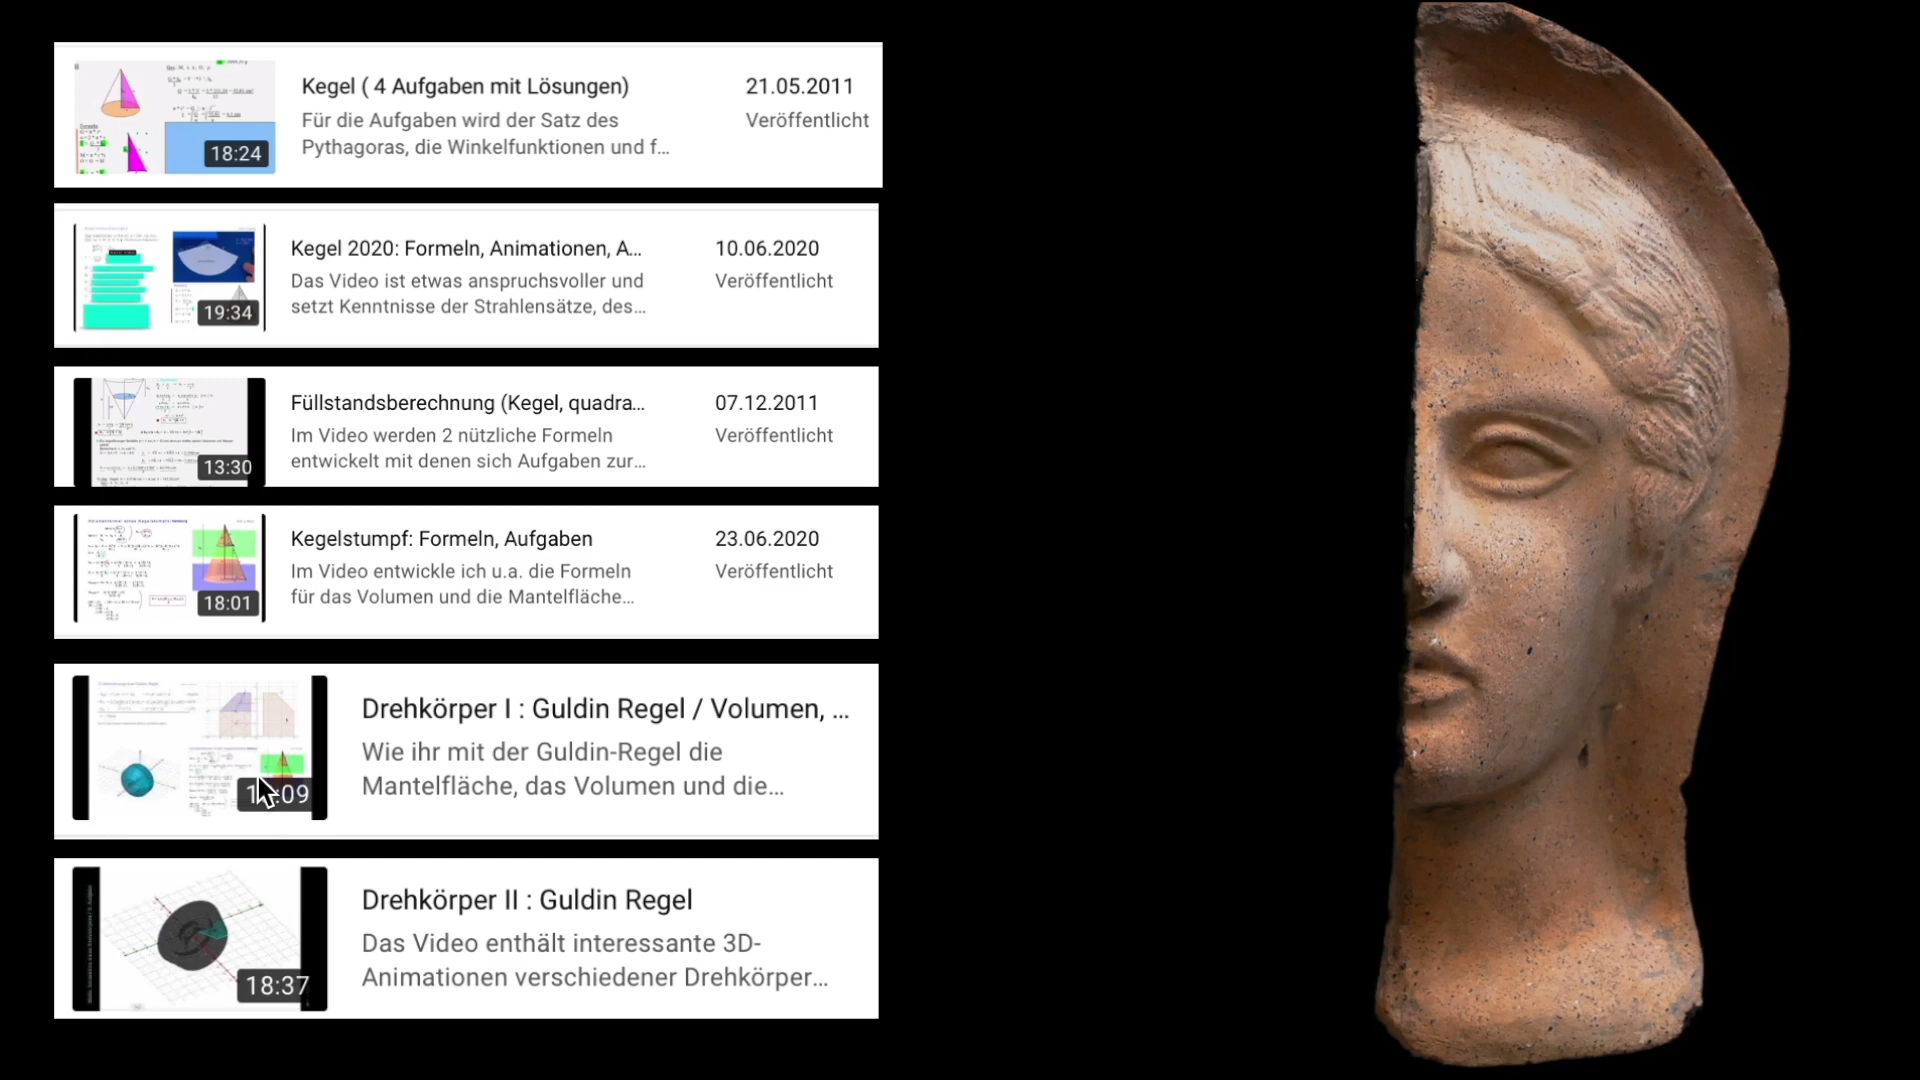 Kegel ( 4 Aufgaben mit Lösungen)
21.05.2011
Für die Aufgaben wird der Satz des
Veröffentlicht
Pythagoras, die Winkelfunktionen und f...
18:24
Kegel 2020: Formeln, Animationen, A...
10.06.2020
Das Video ist etwas anspruchsvoller und
Veröffentlicht
setzt Kenntnisse der Strahlensätze, des...
19:34
Füllstandsberechnung (Kegel, quadra...
07.12.2011
Im Video werden 2 nützliche Formeln
Veröffentlicht
entwickelt mit denen sich Aufgaben zur...
13:30
Kegelstumpf: Formeln, Aufgaben
23.06.2020
Im Video entwickle ich u.a. die Formeln
Veröffentlicht
für das Volumen und die Mantelfläche...
18:01
Drehkörper I : Guldin Regel / Volumen, ...
Wie ihr mit der Guldin-Regel die
Mantelfläche, das Volumen und die...
Drehkörper II : Guldin Regel
Das Video enthält interessante 3D-
Animationen verschiedener Drehkörper...
18:37